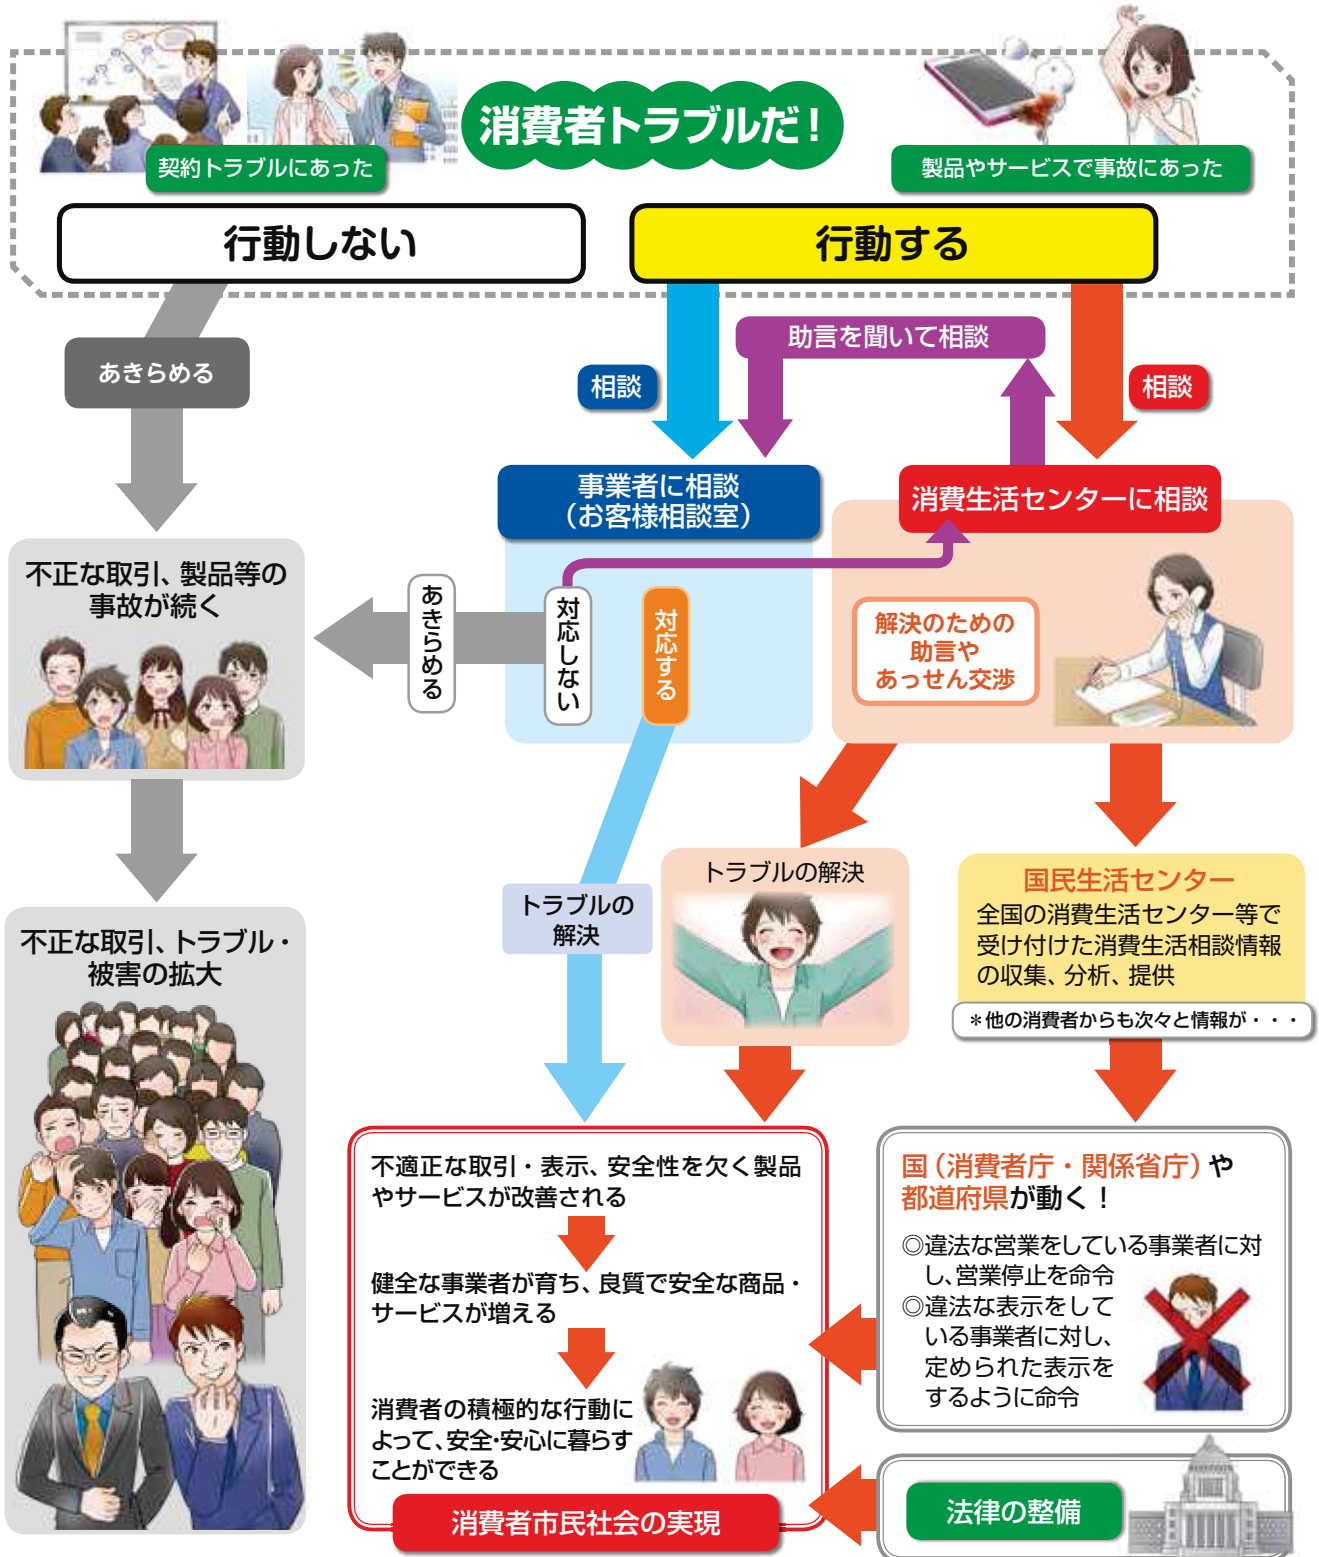 消費者トラブルだ！
契約トラブルにあった
製品やサービスで事故にあった
行動しない
行動する
あきらめる
助言を聞いて相談
相談
相談
事業者に相談
（お客様相談室）
消費生活センターに相談
不正な取引、製品等の
事故が続く
あきらめる
対応しない
対応する
解決のための
助言や
あっせん交渉
トラブルの
解決
トラブルの解決
国民生活センター
全国の消費生活センター等で
受け付けた消費生活相談情報
の収集、分析、提供
＊他の消費者からも次々と情報が・・・
不正な取引、トラブル・
被害の拡大
不適正な取引・表示、安全性を欠く製品
やサービスが改善される
健全な事業者が育ち、良質で安全な商品・
サービスが増える
消費者の積極的な行動に
よって、安全・安心に暮らす
ことができる
消費者市民社会の実現
国（消費者庁・関係省庁）や
都道府県が動く！
◎違法な営業をしている事業者に対
し、営業停止を命令
◎違法な表示をして
いる事業者に対し、
定められた表示を
するように命令
法律の整備